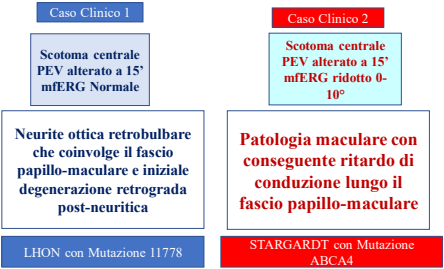 Caso Clinico 1
Scotoma centrale
PEV alterato a 15’
mfERG Normale
Neurite ottica retrobulbare
che coinvolge il fascio
papillo-maculare e iniziale
degenerazione retrograda
post-neuritica
LHON con Mutazione 11778
Caso Clinico 2
Scotoma centrale
PEV alterato a 15’
mfERG ridotto 0-
10°
Patologia maculare con
conseguente ritardo di
conduzione lungo il
fascio papillo-maculare
STARGARDT con Mutazione
ABCA4